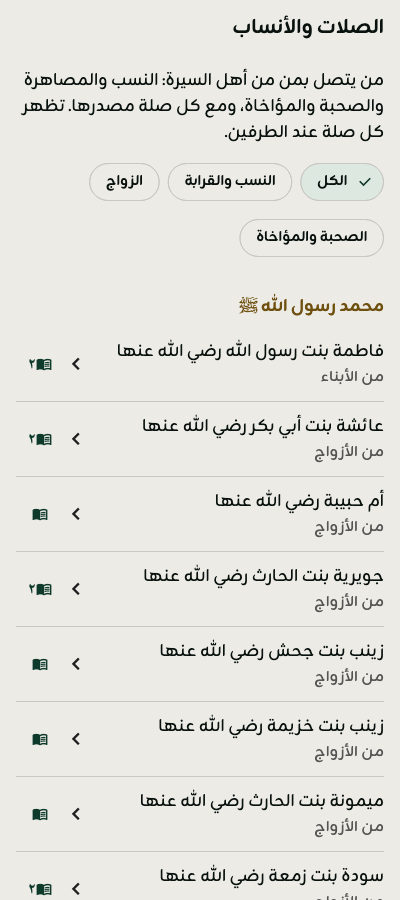 الصلات والأنساب
من يتصل بمن من أهل السيرة: النسب والمصاهرة
والصحبة والمؤاخاة، ومع كل صلة مصدرها. تظهر
كل صلة عند الطرفين.
الكل
النسب والقرابة
الزواج
الصحبة والمؤاخاة
محمد رسول الله ﷺ
فاطمة بنت رسول الله رضي الله عنها
من الأبناء
٢
عائشة بنت أبي بكر رضي الله عنها
من الأزواج
٢
أم حبيبة رضي الله عنها
من الأزواج
جويرية بنت الحارث رضي الله عنها
من الأزواج
٢
زينب بنت جحش رضي الله عنها
من الأزواج
زينب بنت خزيمة رضي الله عنها
من الأزواج
ميمونة بنت الحارث رضي الله عنها
من الأزواج
سودة بنت زمعة رضي الله عنها
٢